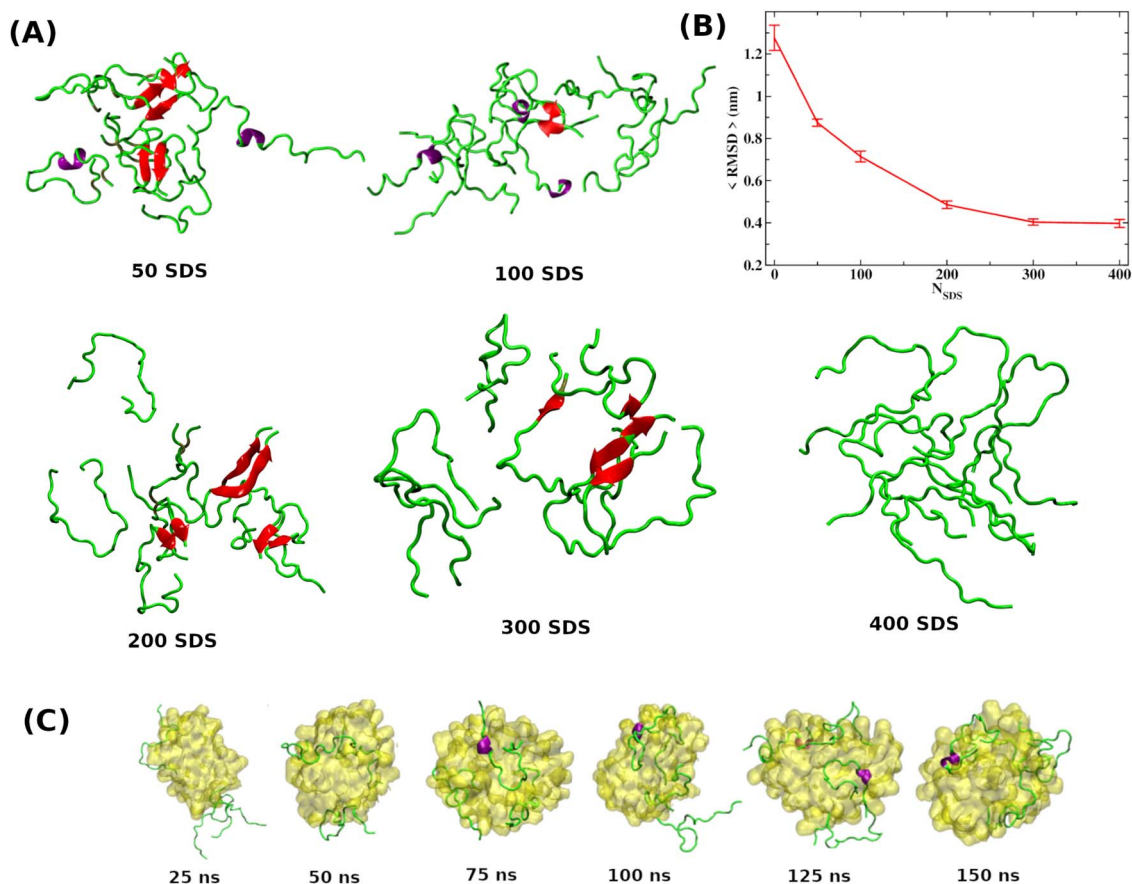 (A)
50 SDS
100 SDS
(B)
< RMSD > (nm)
1.2
1
0.8
0.6
0.4
0.2
0 100 200 300 400
N_SDS
200 SDS
300 SDS
400 SDS
(C)
25 ns
50 ns
75 ns
100 ns
125 ns
150 ns